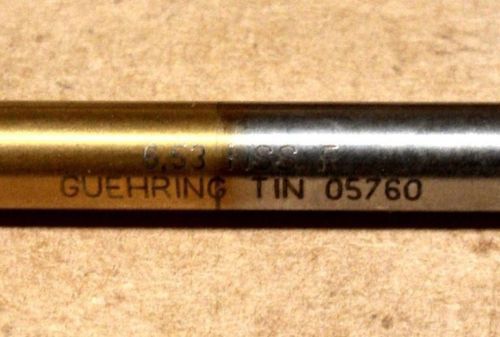 6,53 HSS R
GUEHRING TIN 05760